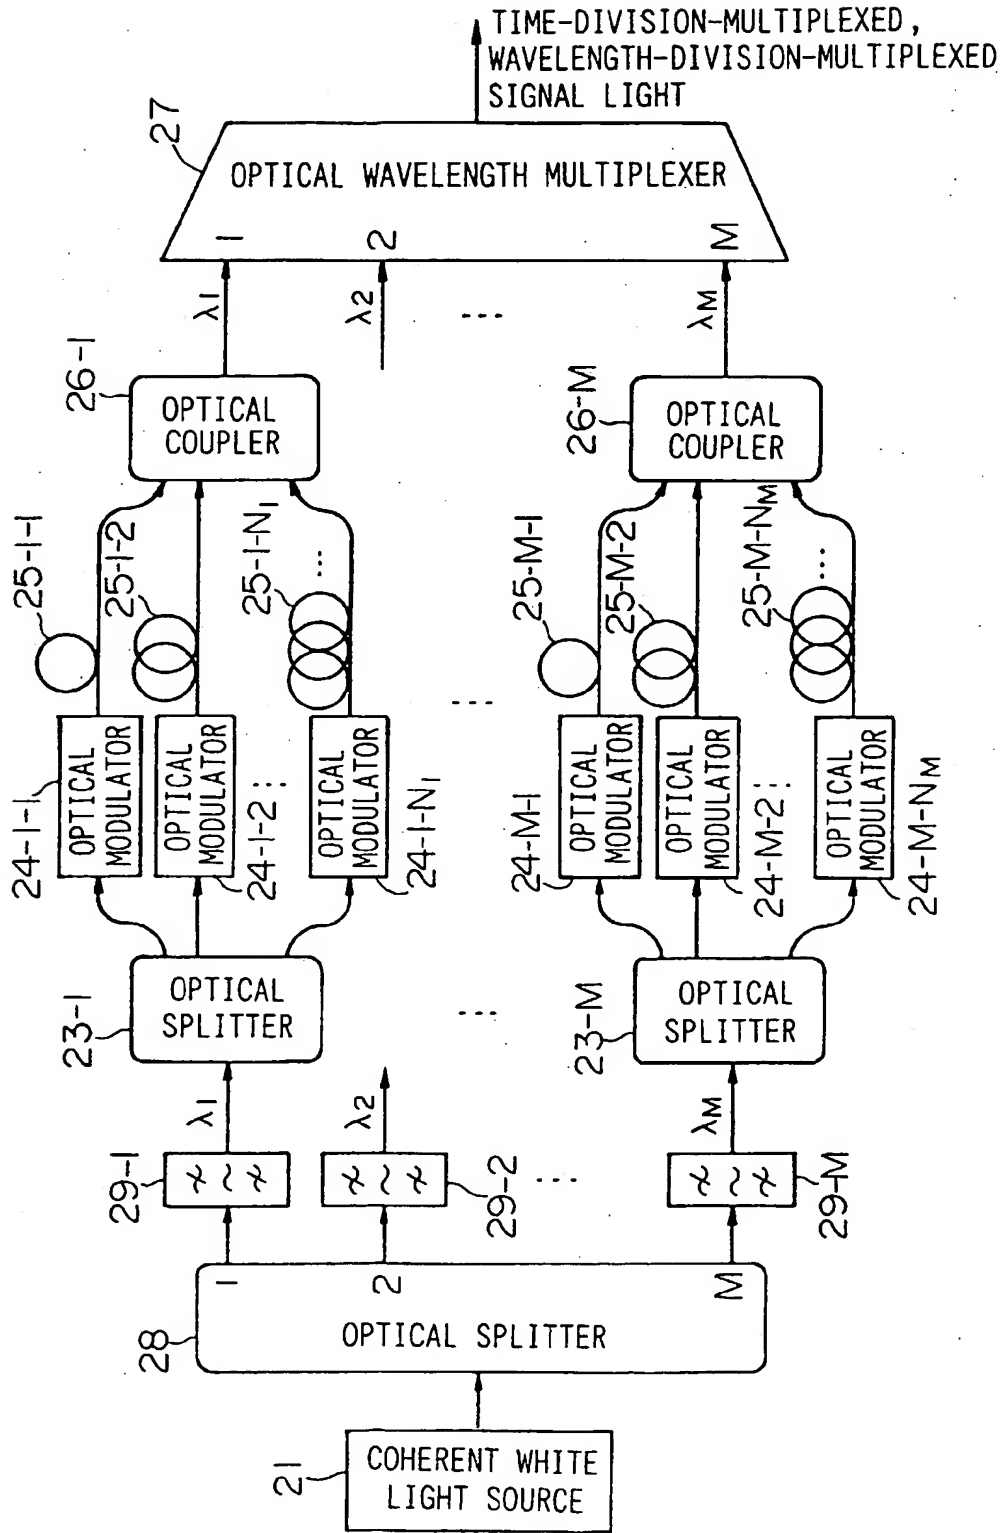 TIME-DIVISION-MULTIPLEXED,
WAVELENGTH-DIVISION-MULTIPLEXED
SIGNAL LIGHT
27
OPTICAL WAVELENGTH MULTIPLEXER
1
2
M
λ1
λ2
...
λM
26-1
OPTICAL
COUPLER
26-M
OPTICAL
COUPLER
25-1-1
25-1-2
25-1-N1
...
25-M-1
25-M-2
25-M-NM
...
...
24-1-1
OPTICAL
MODULATOR
OPTICAL
MODULATOR
24-1-2
...
OPTICAL
MODULATOR
24-1-N1
24-M-1
OPTICAL
MODULATOR
OPTICAL
MODULATOR
24-M-2
...
OPTICAL
MODULATOR
24-M-NM
23-1
OPTICAL
SPLITTER
...
23-M
OPTICAL
SPLITTER
λ1
λ2
λM
29-1
29-2
...
29-M
1
2
M
28
OPTICAL SPLITTER
21
COHERENT WHITE
LIGHT SOURCE